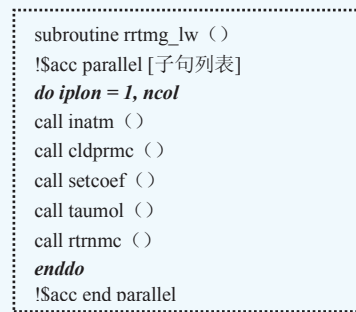 subroutine rrtmg_lw（）
!$acc parallel [子句列表]
do iplon = 1, ncol
call inatm（）
call cldprmc（）
call setcoef（）
call taumol（）
call rtrnmc（）
enddo
!$acc end parallel